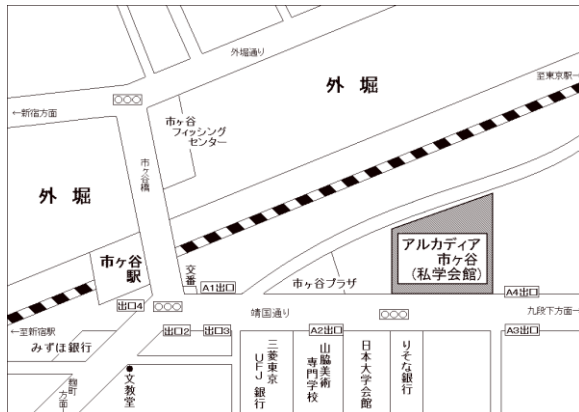 外堀通り
至東京駅→
外 堀
←新宿方面
市ヶ谷
フィッシング
センター
市ヶ谷橋
外 堀
アルカディア
市ヶ谷
(私学会館)
市ヶ谷
駅
交番
A1出口
市ヶ谷プラザ
A4出口
出口4
靖国通り
九段下方面→
←至新宿駅
出口2
出口3
A2出口
A3出口
みずほ銀行
麹町方面
文教堂
三菱東京
UFJ銀行
山脇美術
専門学校
日本大学会館
りそな銀行